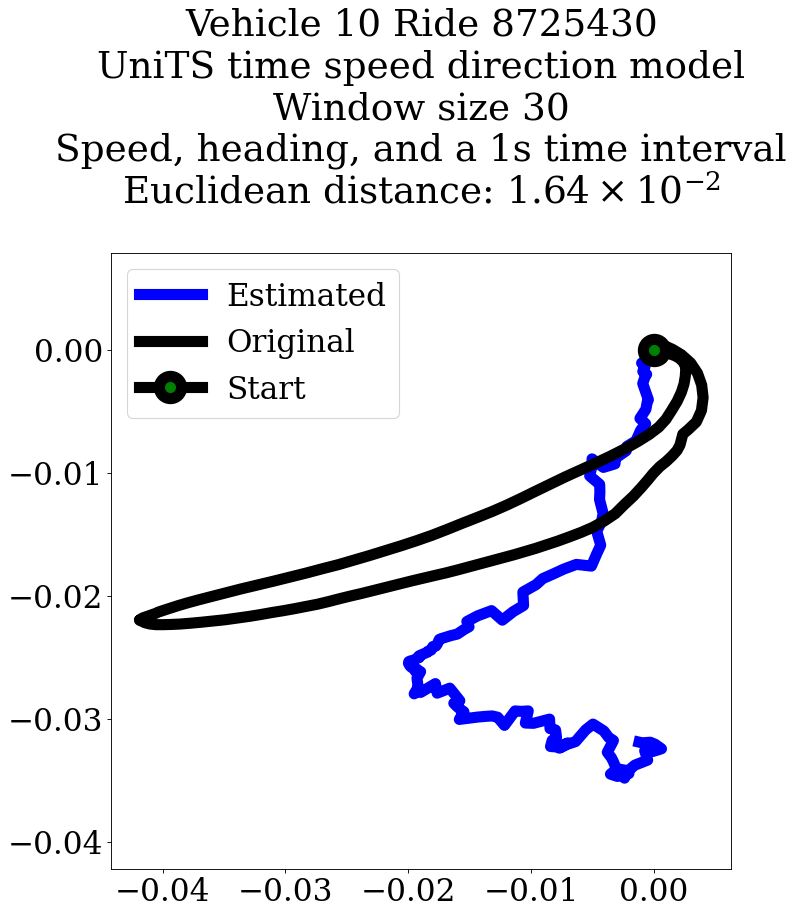 Vehicle 10 Ride 8725430
UniTS time speed direction model
Window size 30
Speed, heading, and a 1s time interval
Euclidean distance: 1.64 × 10⁻²
Estimated
Original
Start
0.00
−0.01
−0.02
−0.03
−0.04
−0.04 −0.03 −0.02 −0.01 0.00